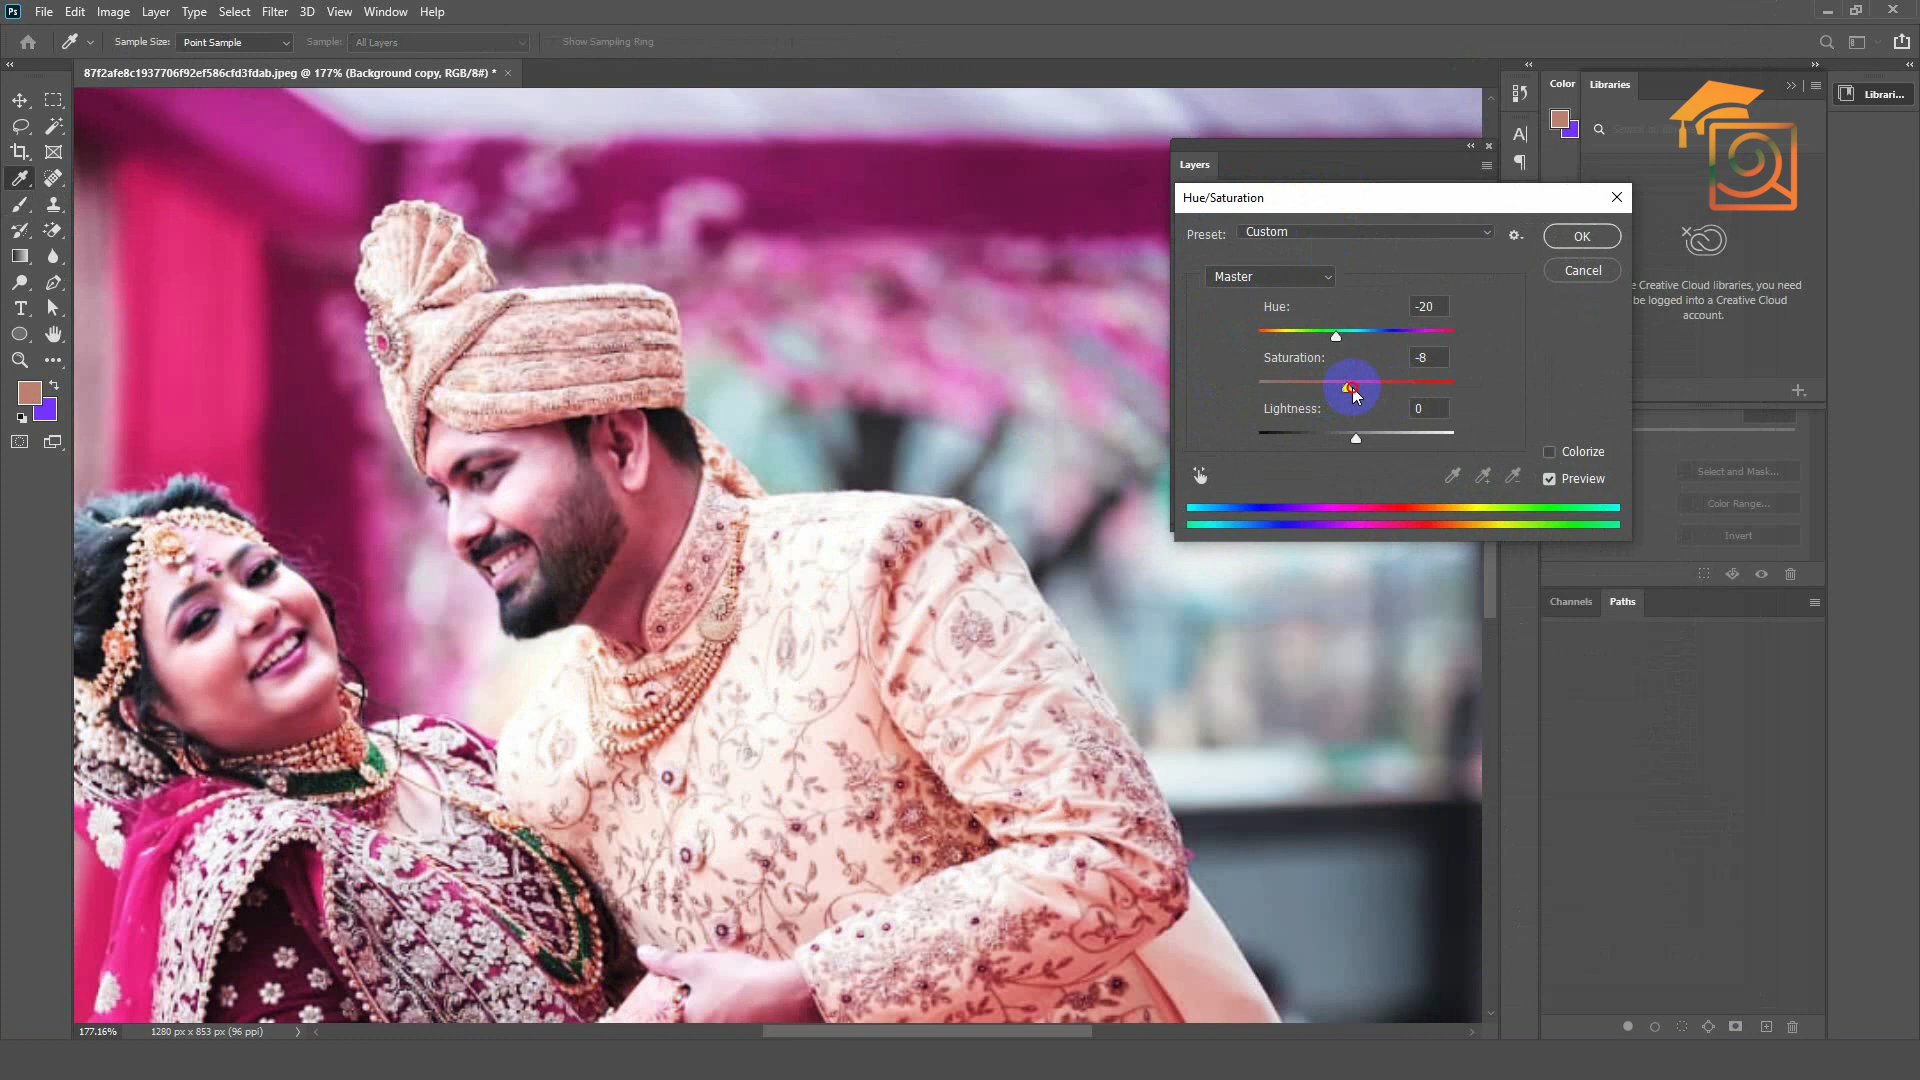 Ps File Edit Image Layer Type Select Filter 3D View Window Help
Sample Size: Point Sample Sample: All Layers Show Sampling Ring
87f2afe8c1937706f92ef586cfd3fdab.jpeg @ 177% (Background copy, RGB/8#) *
Color Libraries
Librari...
Layers
Hue/Saturation
Preset: Custom
OK
Cancel
Master
Hue: -20
Saturation: -8
Lightness: 0
Colorize
Preview
e Creative Cloud libraries, you need
be logged into a Creative Cloud
account.
Select and Mask...
Color Range...
Invert
Channels Paths
177.16% 1280 px x 853 px (96 ppi)